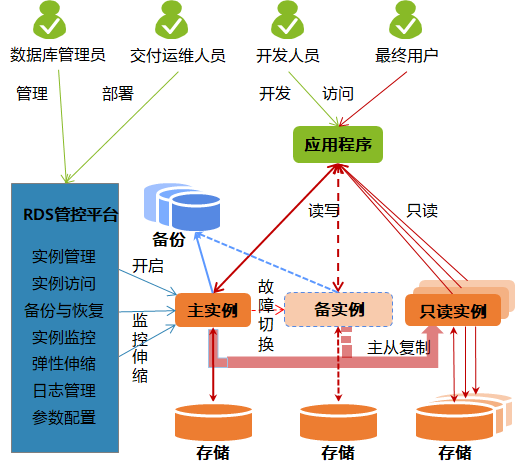 数据库管理员
交付运维人员
开发人员
最终用户
管理
部署
开发
访问
应用程序
RDS管控平台
实例管理
实例访问
备份与恢复
实例监控
弹性伸缩
日志管理
参数配置
备份
读写
只读
开启
监控伸缩
故障切换
主实例
备实例
只读实例
主从复制
存储
存储
存储